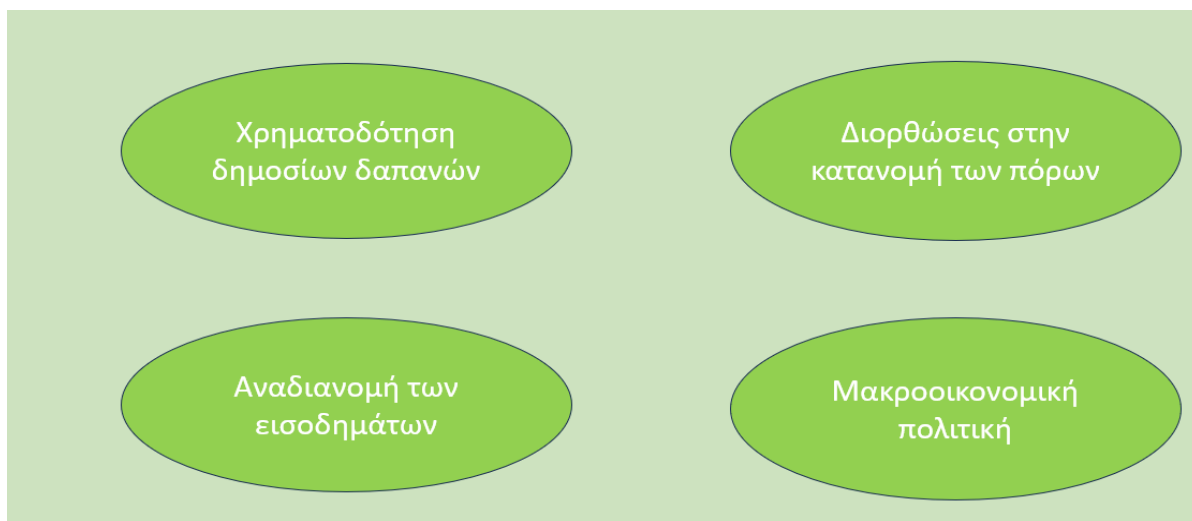 Χρηματοδότηση
δημοσίων δαπανών
Διορθώσεις στην
κατανομή των πόρων
Αναδιανομή των
εισοδημάτων
Μακροοικονομική
πολιτική